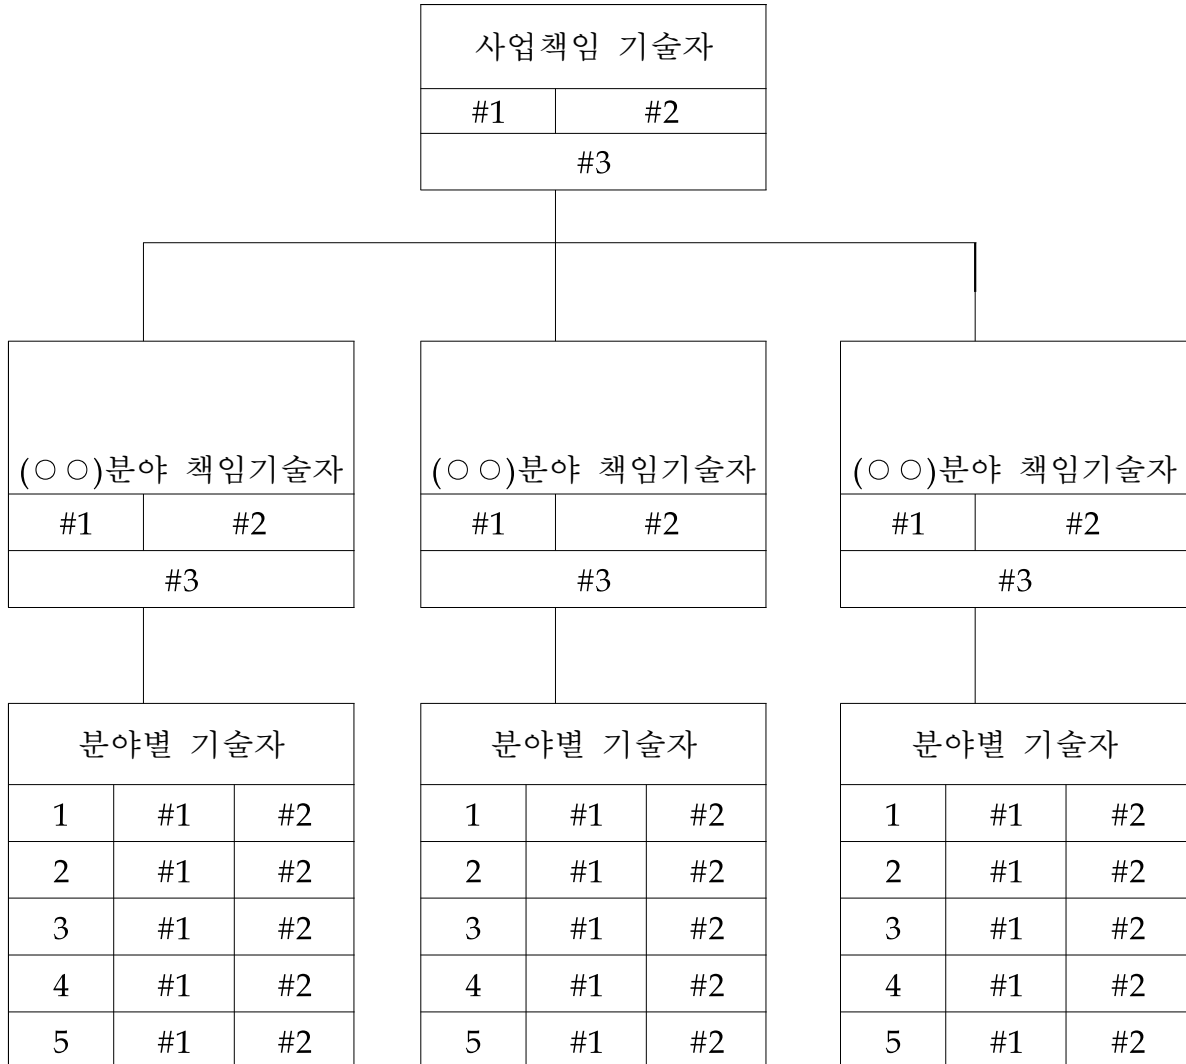 사업책임 기술자
#1 #2
#3
(○○)분야 책임기술자 (○○)분야 책임기술자 (○○)분야 책임기술자
#1 #2 #1 #2 #1 #2
#3 #3 #3
분야별 기술자 분야별 기술자 분야별 기술자
1 #1 #2 1 #1 #2 1 #1 #2
2 #1 #2 2 #1 #2 2 #1 #2
3 #1 #2 3 #1 #2 3 #1 #2
4 #1 #2 4 #1 #2 4 #1 #2
5 #1 #2 5 #1 #2 5 #1 #2